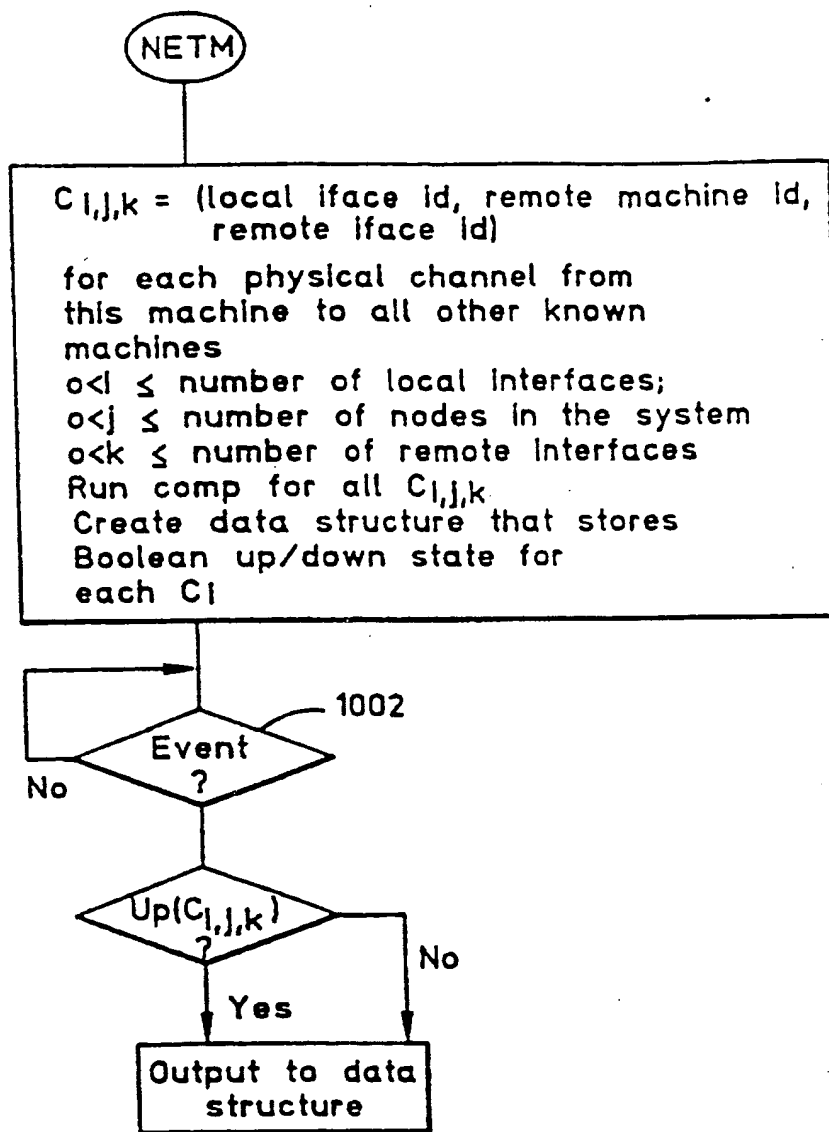 NETM
C i,j,k = (local iface id, remote machine id,
remote iface id)
for each physical channel from
this machine to all other known
machines
o<i ≤ number of local interfaces;
o<j ≤ number of nodes in the system
o<k ≤ number of remote interfaces
Run comp for all Ci,j,k
Create data structure that stores
Boolean up/down state for
each Ci
1002
Event
?
No
Up(Ci,j,k)
?
No
Yes
Output to data
structure